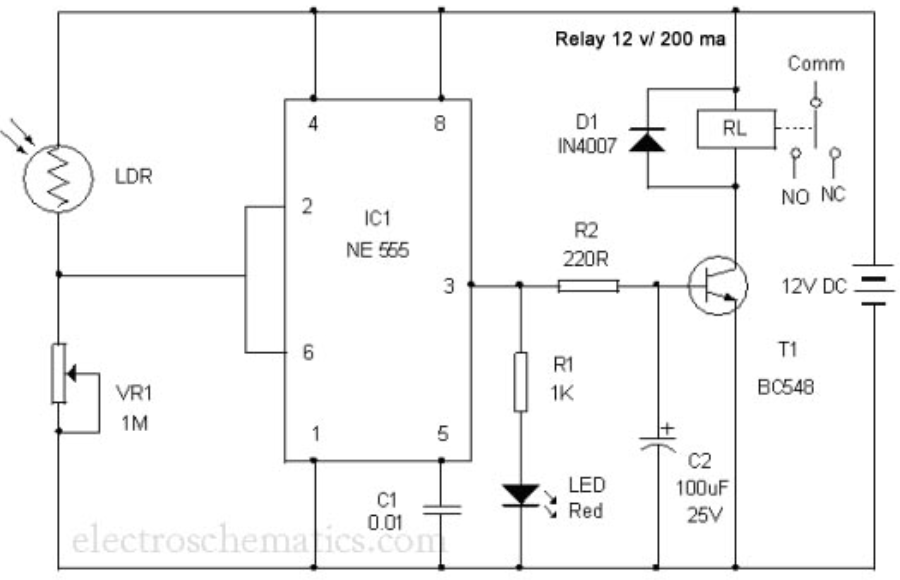 Relay 12 v/ 200 ma
Comm
4
8
D1
IN4007
RL
LDR
2
NO
NC
IC1
NE 555
R2
220R
3
12V DC
6
R1
1K
T1
BC548
VR1
1M
1
5
+
C1
0.01
LED
Red
C2
100uF
25V
electroschematics.com